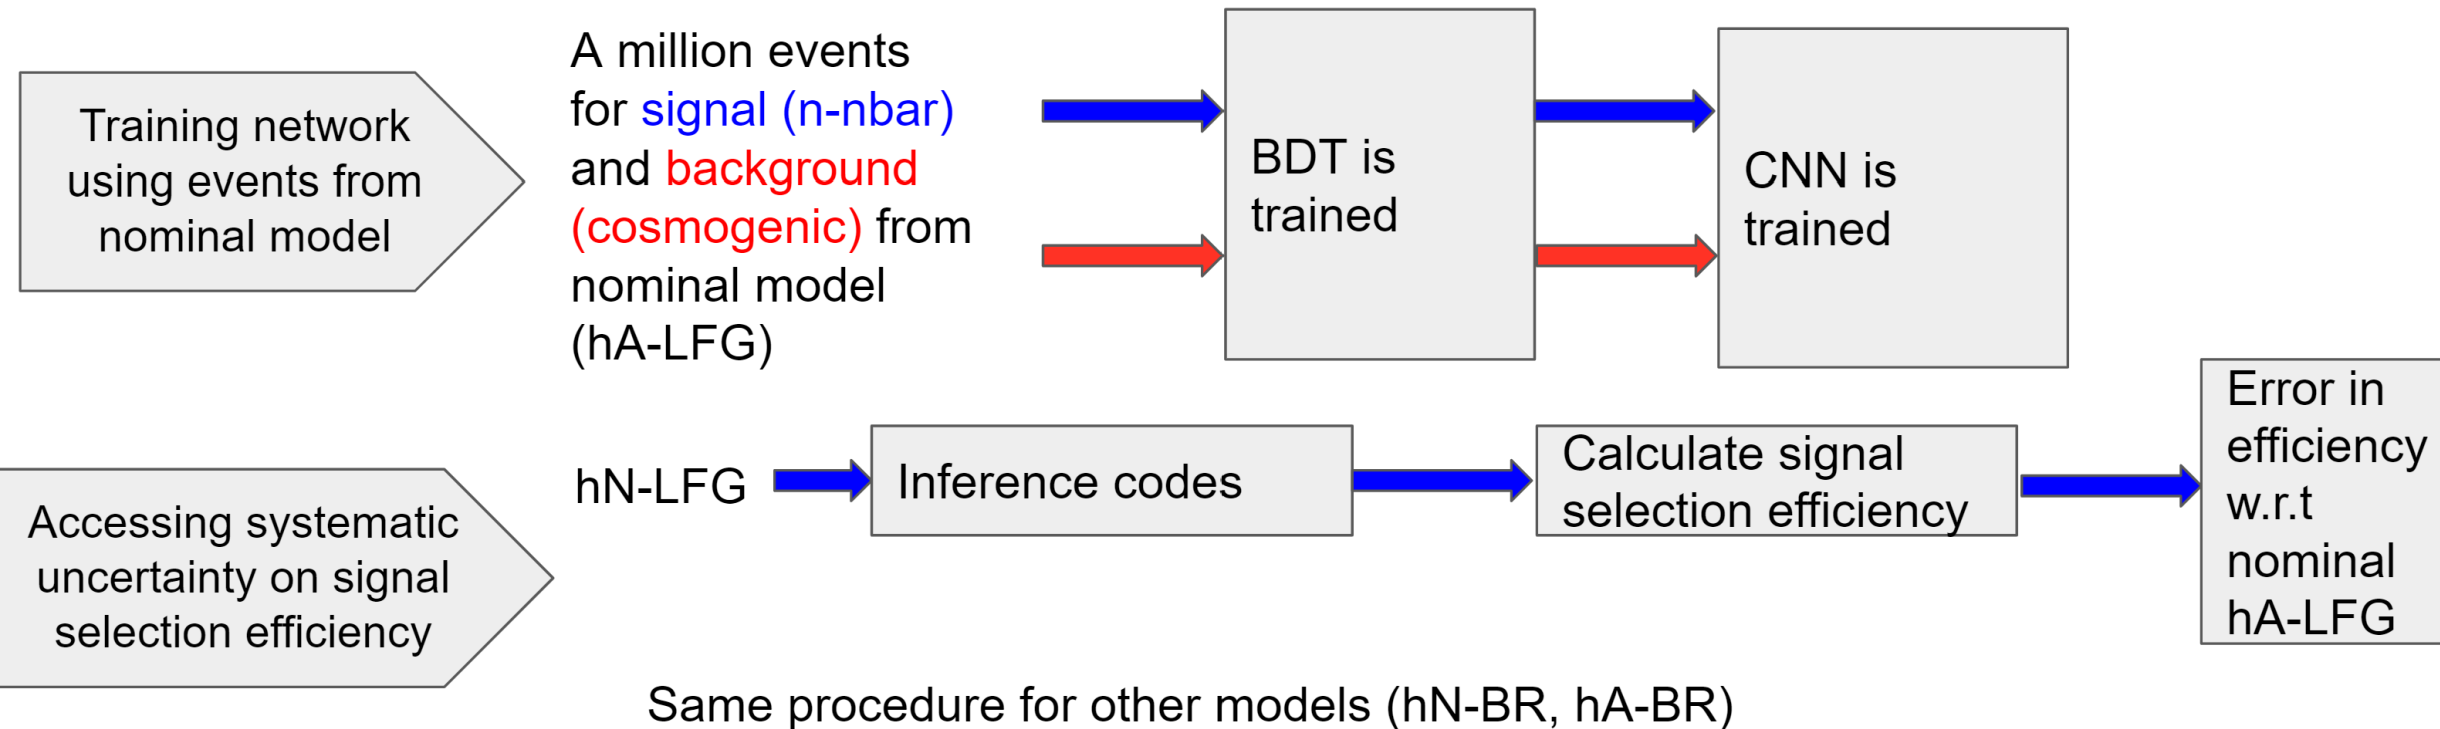 Training network
using events from
nominal model
A million events
for signal (n-nbar)
and background
(cosmogenic) from
nominal model
(hA-LFG)
BDT is
trained
CNN is
trained
Accessing systematic
uncertainty on signal
selection efficiency
hN-LFG
Inference codes
Calculate signal
selection efficiency
Error in
efficiency
w.r.t
nominal
hA-LFG
Same procedure for other models (hN-BR, hA-BR)